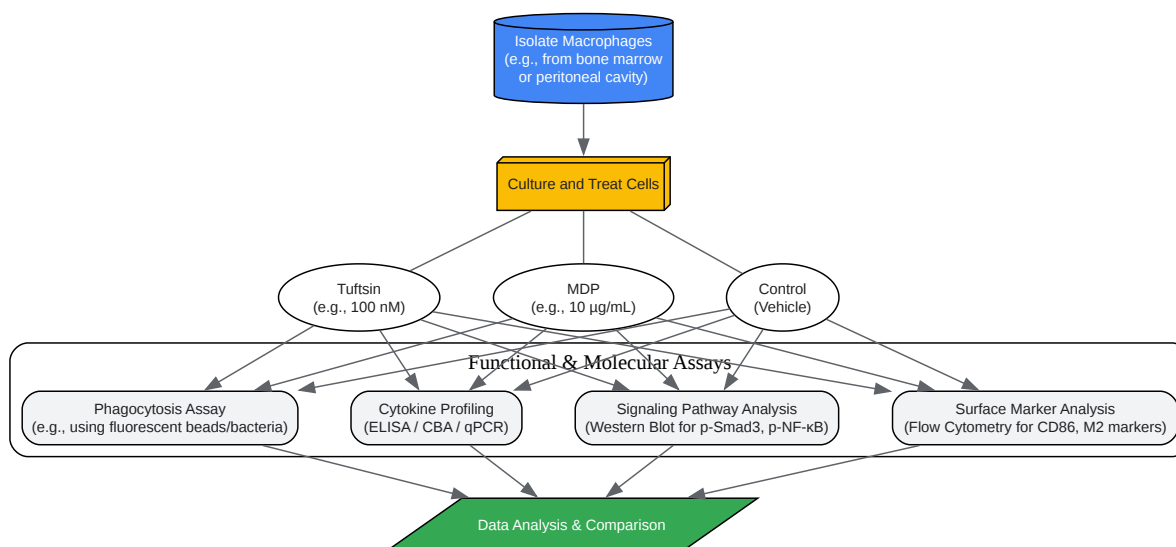 Isolate Macrophages
(e.g., from bone marrow
or peritoneal cavity)
Culture and Treat Cells
Tuftsin
(e.g., 100 nM)
MDP
(e.g., 10 µg/mL)
Control
(Vehicle)
Functional & Molecular Assays
Phagocytosis Assay
(e.g., using fluorescent beads/bacteria)
Cytokine Profiling
(ELISA / CBA / qPCR)
Signaling Pathway Analysis
(Western Blot for p-Smad3, p-NF-κB)
Surface Marker Analysis
(Flow Cytometry for CD86, M2 markers)
Data Analysis & Comparison